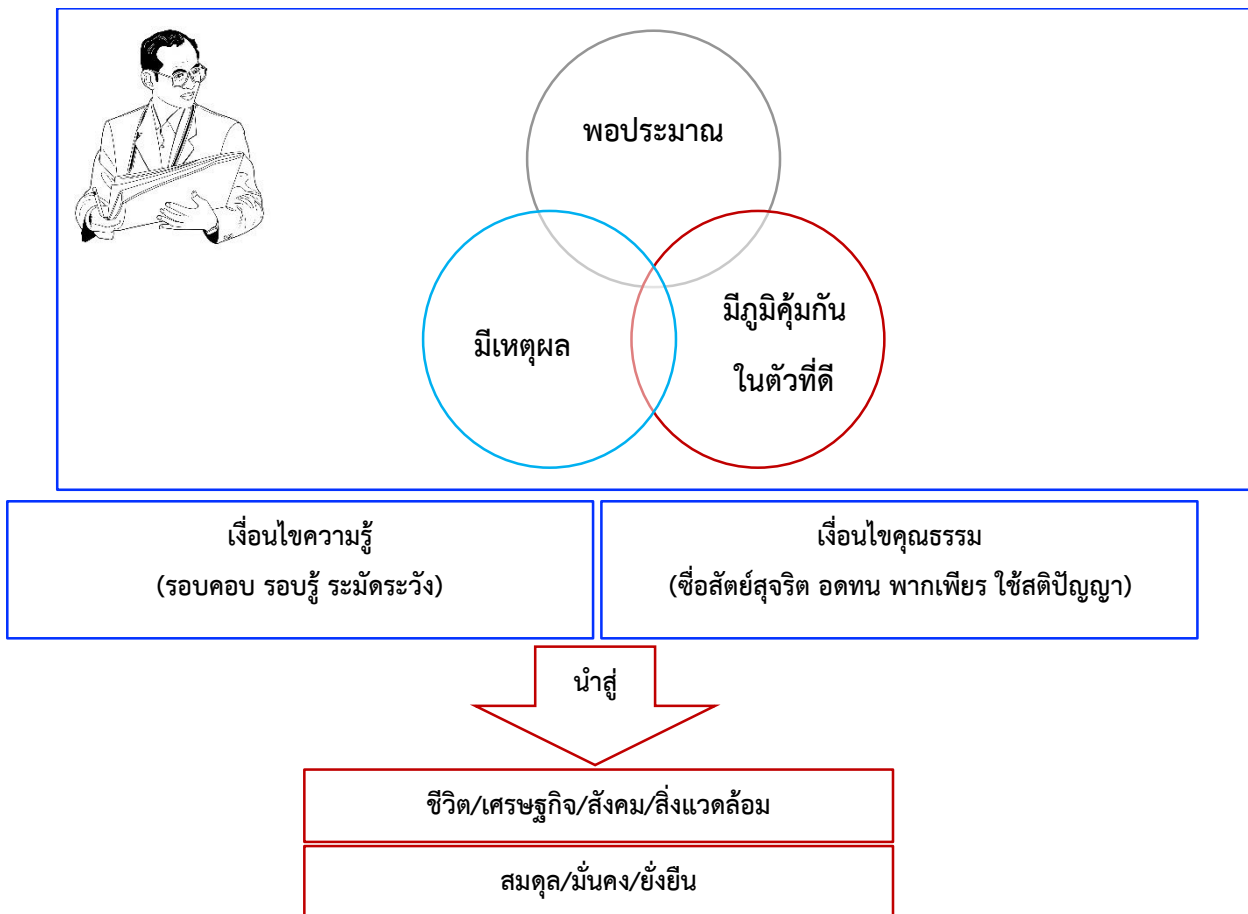 พอประมาณ
มีเหตุผล
มีภูมิคุ้มกัน
ในตัวที่ดี
เงื่อนไขความรู้
(รอบคอบ รอบรู้ ระมัดระวัง)
เงื่อนไขคุณธรรม
(ซื่อสัตย์สุจริต อดทน พากเพียร ใช้สติปัญญา)
นำสู่
ชีวิต/เศรษฐกิจ/สังคม/สิ่งแวดล้อม
สมดุล/มั่นคง/ยั่งยืน